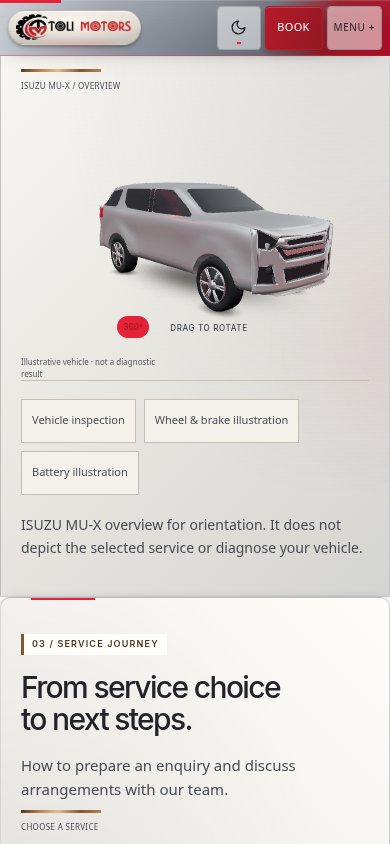 TOLI MOTORS
BOOK
MENU +
ISUZU MU-X / OVERVIEW
360°
DRAG TO ROTATE
Illustrative vehicle · not a diagnostic
result
Vehicle inspection
Wheel & brake illustration
Battery illustration
ISUZU MU-X overview for orientation. It does not
depict the selected service or diagnose your vehicle.
03 / SERVICE JOURNEY
From service choice
to next steps.
How to prepare an enquiry and discuss
arrangements with our team.
CHOOSE A SERVICE